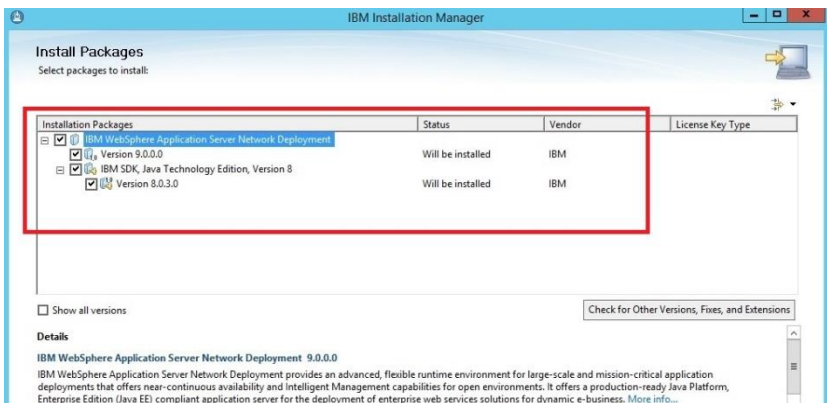 IBM Installation Manager
Install Packages
Select packages to install:
Installation Packages Status Vendor License Key Type
IBM WebSphere Application Server Network Deployment
Version 9.0.0.0 Will be installed IBM
IBM SDK, Java Technology Edition, Version 8
Version 8.0.3.0 Will be installed IBM
Show all versions Check for Other Versions, Fixes, and Extensions
Details
IBM WebSphere Application Server Network Deployment 9.0.0.0
IBM WebSphere Application Server Network Deployment provides an advanced, flexible runtime environment for large-scale and mission-critical application
deployments that offers near-continuous availability and Intelligent Management capabilities for open environments. It offers a production-ready Java Platform,
Enterprise Edition (Java EE) compliant application server for the deployment of enterprise web services solutions for dynamic e-business. More info...